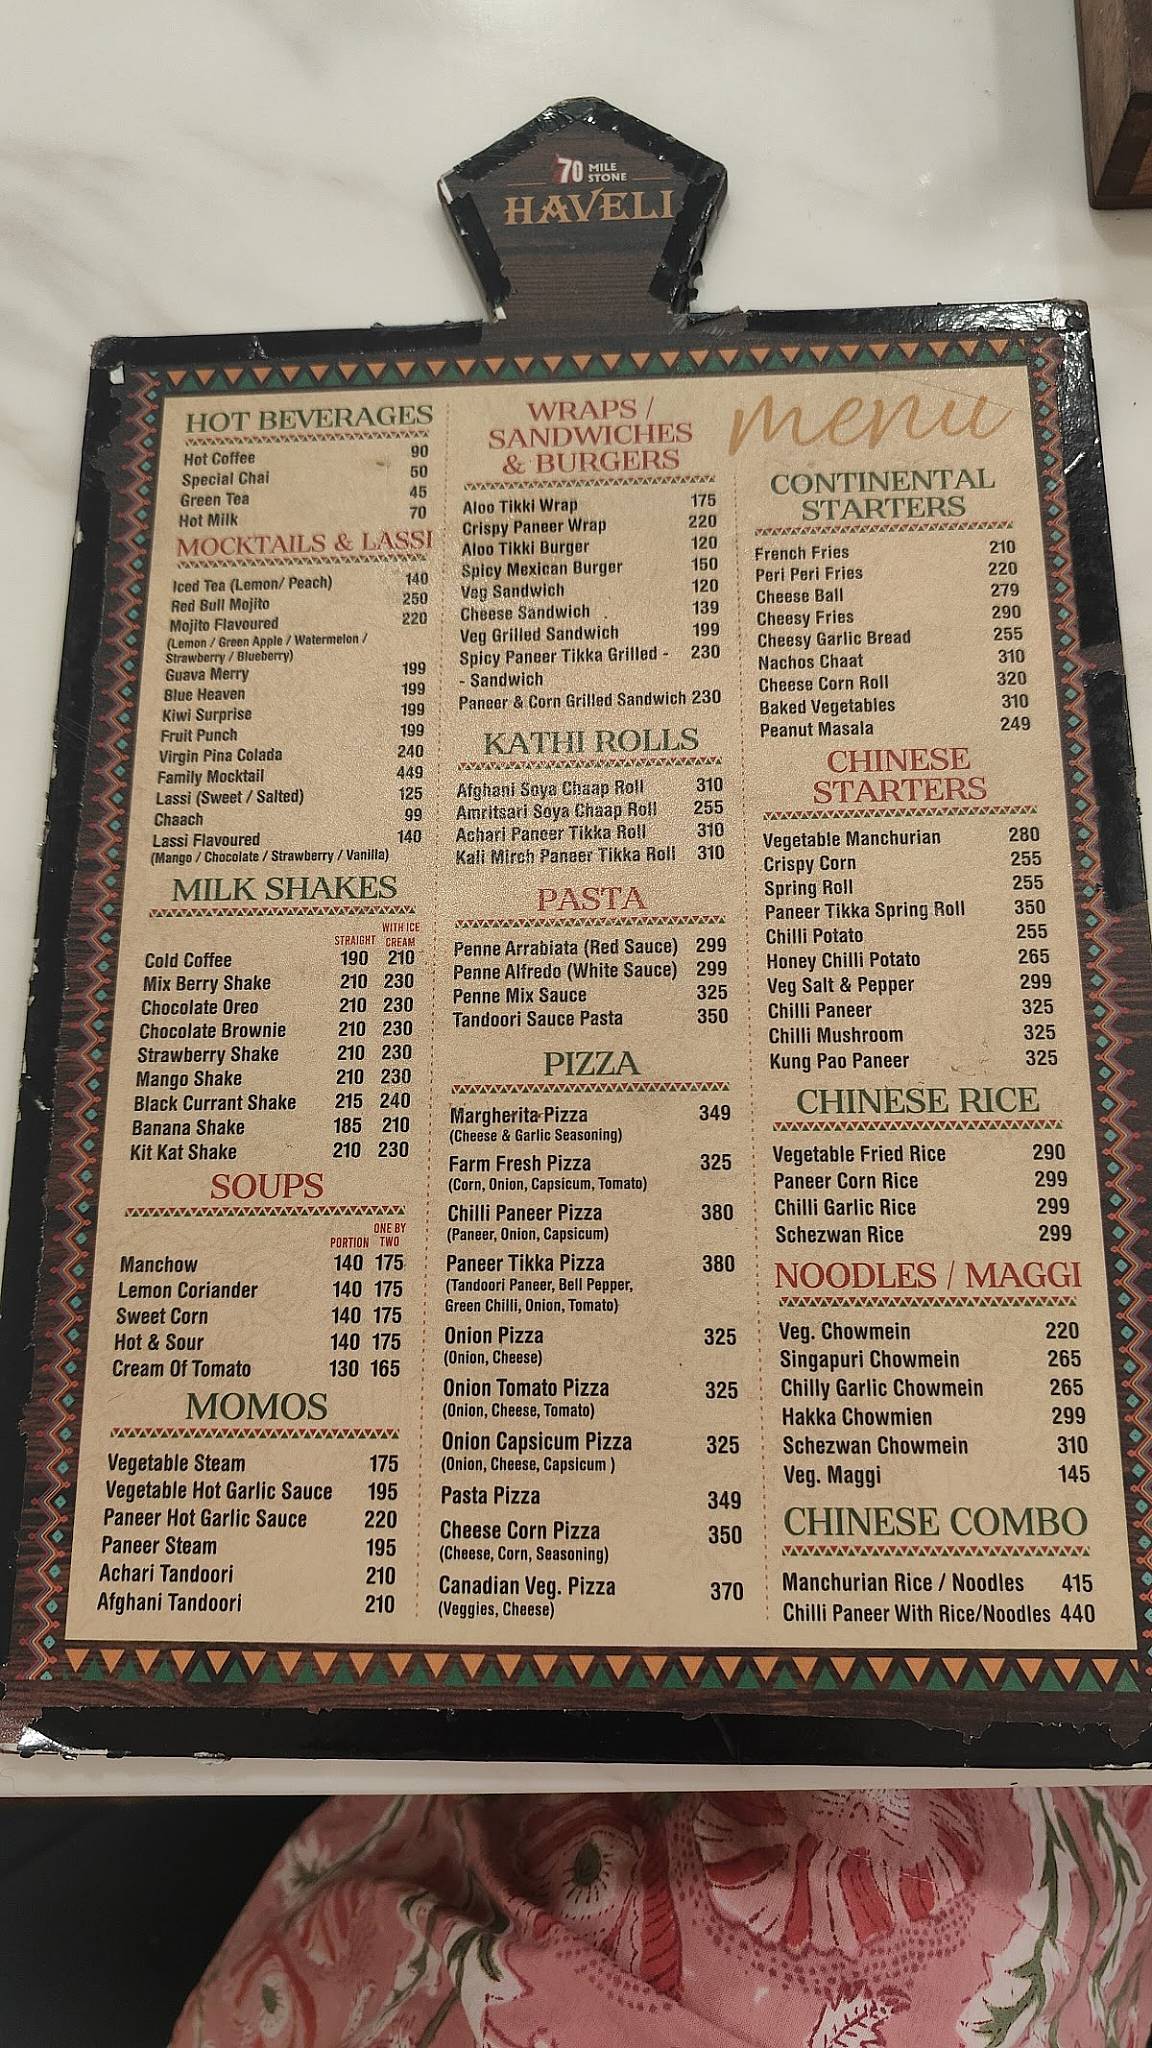 70 MILE
STONE
HAVELI
menu
HOT BEVERAGES
Hot Coffee 90
Special Chai 50
Green Tea 45
Hot Milk 70
MOCKTAILS & LASSI
Iced Tea (Lemon/ Peach) 140
Red Bull Mojito 250
Mojito Flavoured 220
(Lemon / Green Apple / Watermelon /
Strawberry / Blueberry)
Guava Merry 199
Blue Heaven 199
Kiwi Surprise 199
Fruit Punch 199
Virgin Pina Colada 240
Family Mocktail 449
Lassi (Sweet / Salted) 125
Chaach 99
Lassi Flavoured 140
(Mango / Chocolate / Strawberry / Vanilla)
MILK SHAKES
STRAIGHT WITH ICE
CREAM
Cold Coffee 190 210
Mix Berry Shake 210 230
Chocolate Oreo 210 230
Chocolate Brownie 210 230
Strawberry Shake 210 230
Mango Shake 210 230
Black Currant Shake 215 240
Banana Shake 185 210
Kit Kat Shake 210 230
SOUPS
PORTION ONE BY
TWO
Manchow 140 175
Lemon Coriander 140 175
Sweet Corn 140 175
Hot & Sour 140 175
Cream Of Tomato 130 165
MOMOS
Vegetable Steam 175
Vegetable Hot Garlic Sauce 195
Paneer Hot Garlic Sauce 220
Paneer Steam 195
Achari Tandoori 210
Afghani Tandoori 210
WRAPS /
SANDWICHES
& BURGERS
Aloo Tikki Wrap 175
Crispy Paneer Wrap 220
Aloo Tikki Burger 120
Spicy Mexican Burger 150
Veg Sandwich 120
Cheese Sandwich 139
Veg Grilled Sandwich 199
Spicy Paneer Tikka Grilled - 230
- Sandwich
Paneer & Corn Grilled Sandwich 230
KATHI ROLLS
Afghani Soya Chaap Roll 310
Amritsari Soya Chaap Roll 255
Achari Paneer Tikka Roll 310
Kali Mirch Paneer Tikka Roll 310
PASTA
Penne Arrabiata (Red Sauce) 299
Penne Alfredo (White Sauce) 299
Penne Mix Sauce 325
Tandoori Sauce Pasta 350
PIZZA
Margherita Pizza 349
(Cheese & Garlic Seasoning)
Farm Fresh Pizza 325
(Corn, Onion, Capsicum, Tomato)
Chilli Paneer Pizza 380
(Paneer, Onion, Capsicum)
Paneer Tikka Pizza 380
(Tandoori Paneer, Bell Pepper,
Green Chilli, Onion, Tomato)
Onion Pizza 325
(Onion, Cheese)
Onion Tomato Pizza 325
(Onion, Cheese, Tomato)
Onion Capsicum Pizza 325
(Onion, Cheese, Capsicum )
Pasta Pizza 349
Cheese Corn Pizza 350
(Cheese, Corn, Seasoning)
Canadian Veg. Pizza 370
(Veggies, Cheese)
CONTINENTAL
STARTERS
French Fries 210
Peri Peri Fries 220
Cheese Ball 279
Cheesy Fries 290
Cheesy Garlic Bread 255
Nachos Chaat 310
Cheese Corn Roll 320
Baked Vegetables 310
Peanut Masala 249
CHINESE
STARTERS
Vegetable Manchurian 280
Crispy Corn 255
Spring Roll 255
Paneer Tikka Spring Roll 350
Chilli Potato 255
Honey Chilli Potato 265
Veg Salt & Pepper 299
Chilli Paneer 325
Chilli Mushroom 325
Kung Pao Paneer 325
CHINESE RICE
Vegetable Fried Rice 290
Paneer Corn Rice 299
Chilli Garlic Rice 299
Schezwan Rice 299
NOODLES / MAGGI
Veg. Chowmein 220
Singapuri Chowmein 265
Chilly Garlic Chowmein 265
Hakka Chowmien 299
Schezwan Chowmein 310
Veg. Maggi 145
CHINESE COMBO
Manchurian Rice / Noodles 415
Chilli Paneer With Rice/Noodles 440